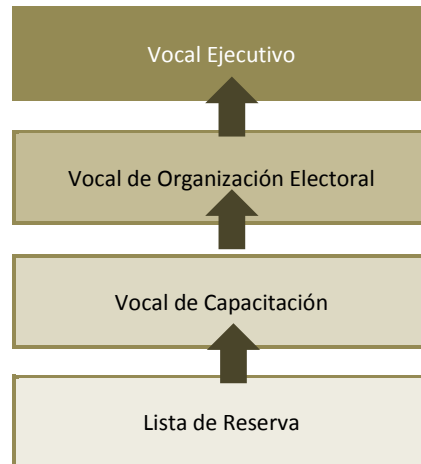 Vocal Ejecutivo
Vocal de Organización Electoral
Vocal de Capacitación
Lista de Reserva